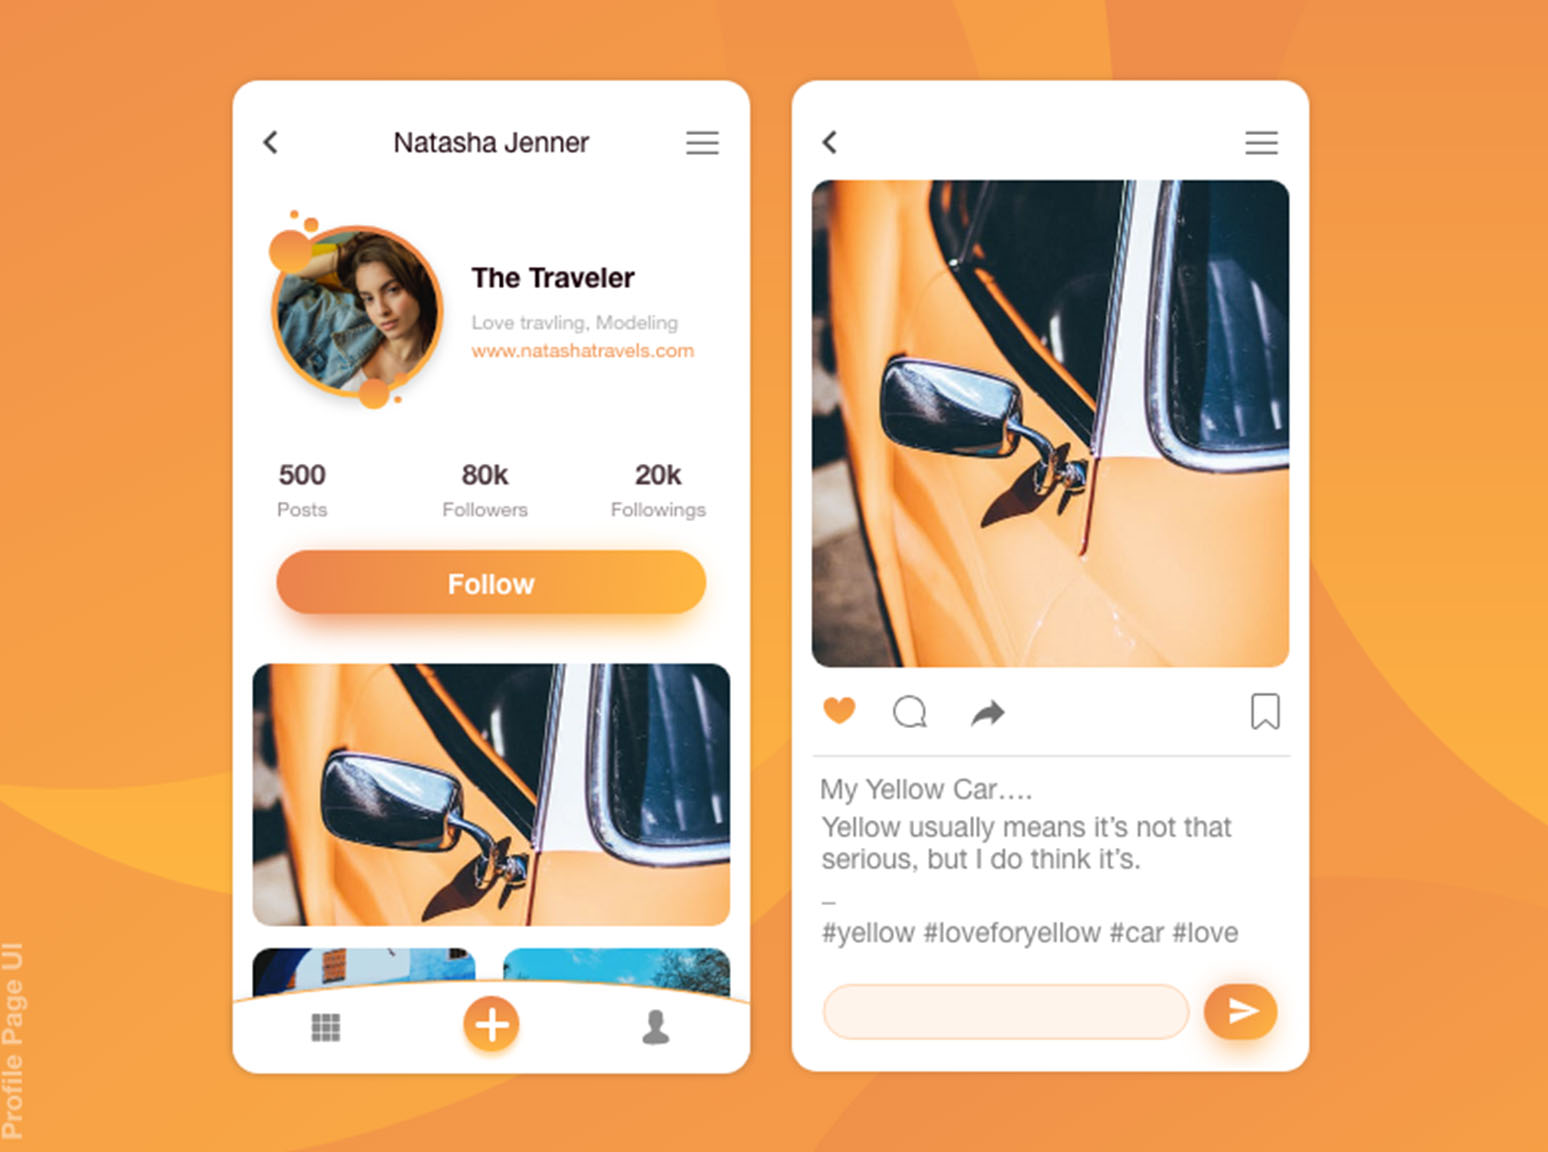 Natasha Jenner
The Traveler
Love travling, Modeling
www.natashatravels.com
500
Posts
80k
Followers
20k
Followings
Follow
My Yellow Car....
Yellow usually means it’s not that
serious, but I do think it’s.
_
#yellow #loveforyellow #car #love
Profile Page UI